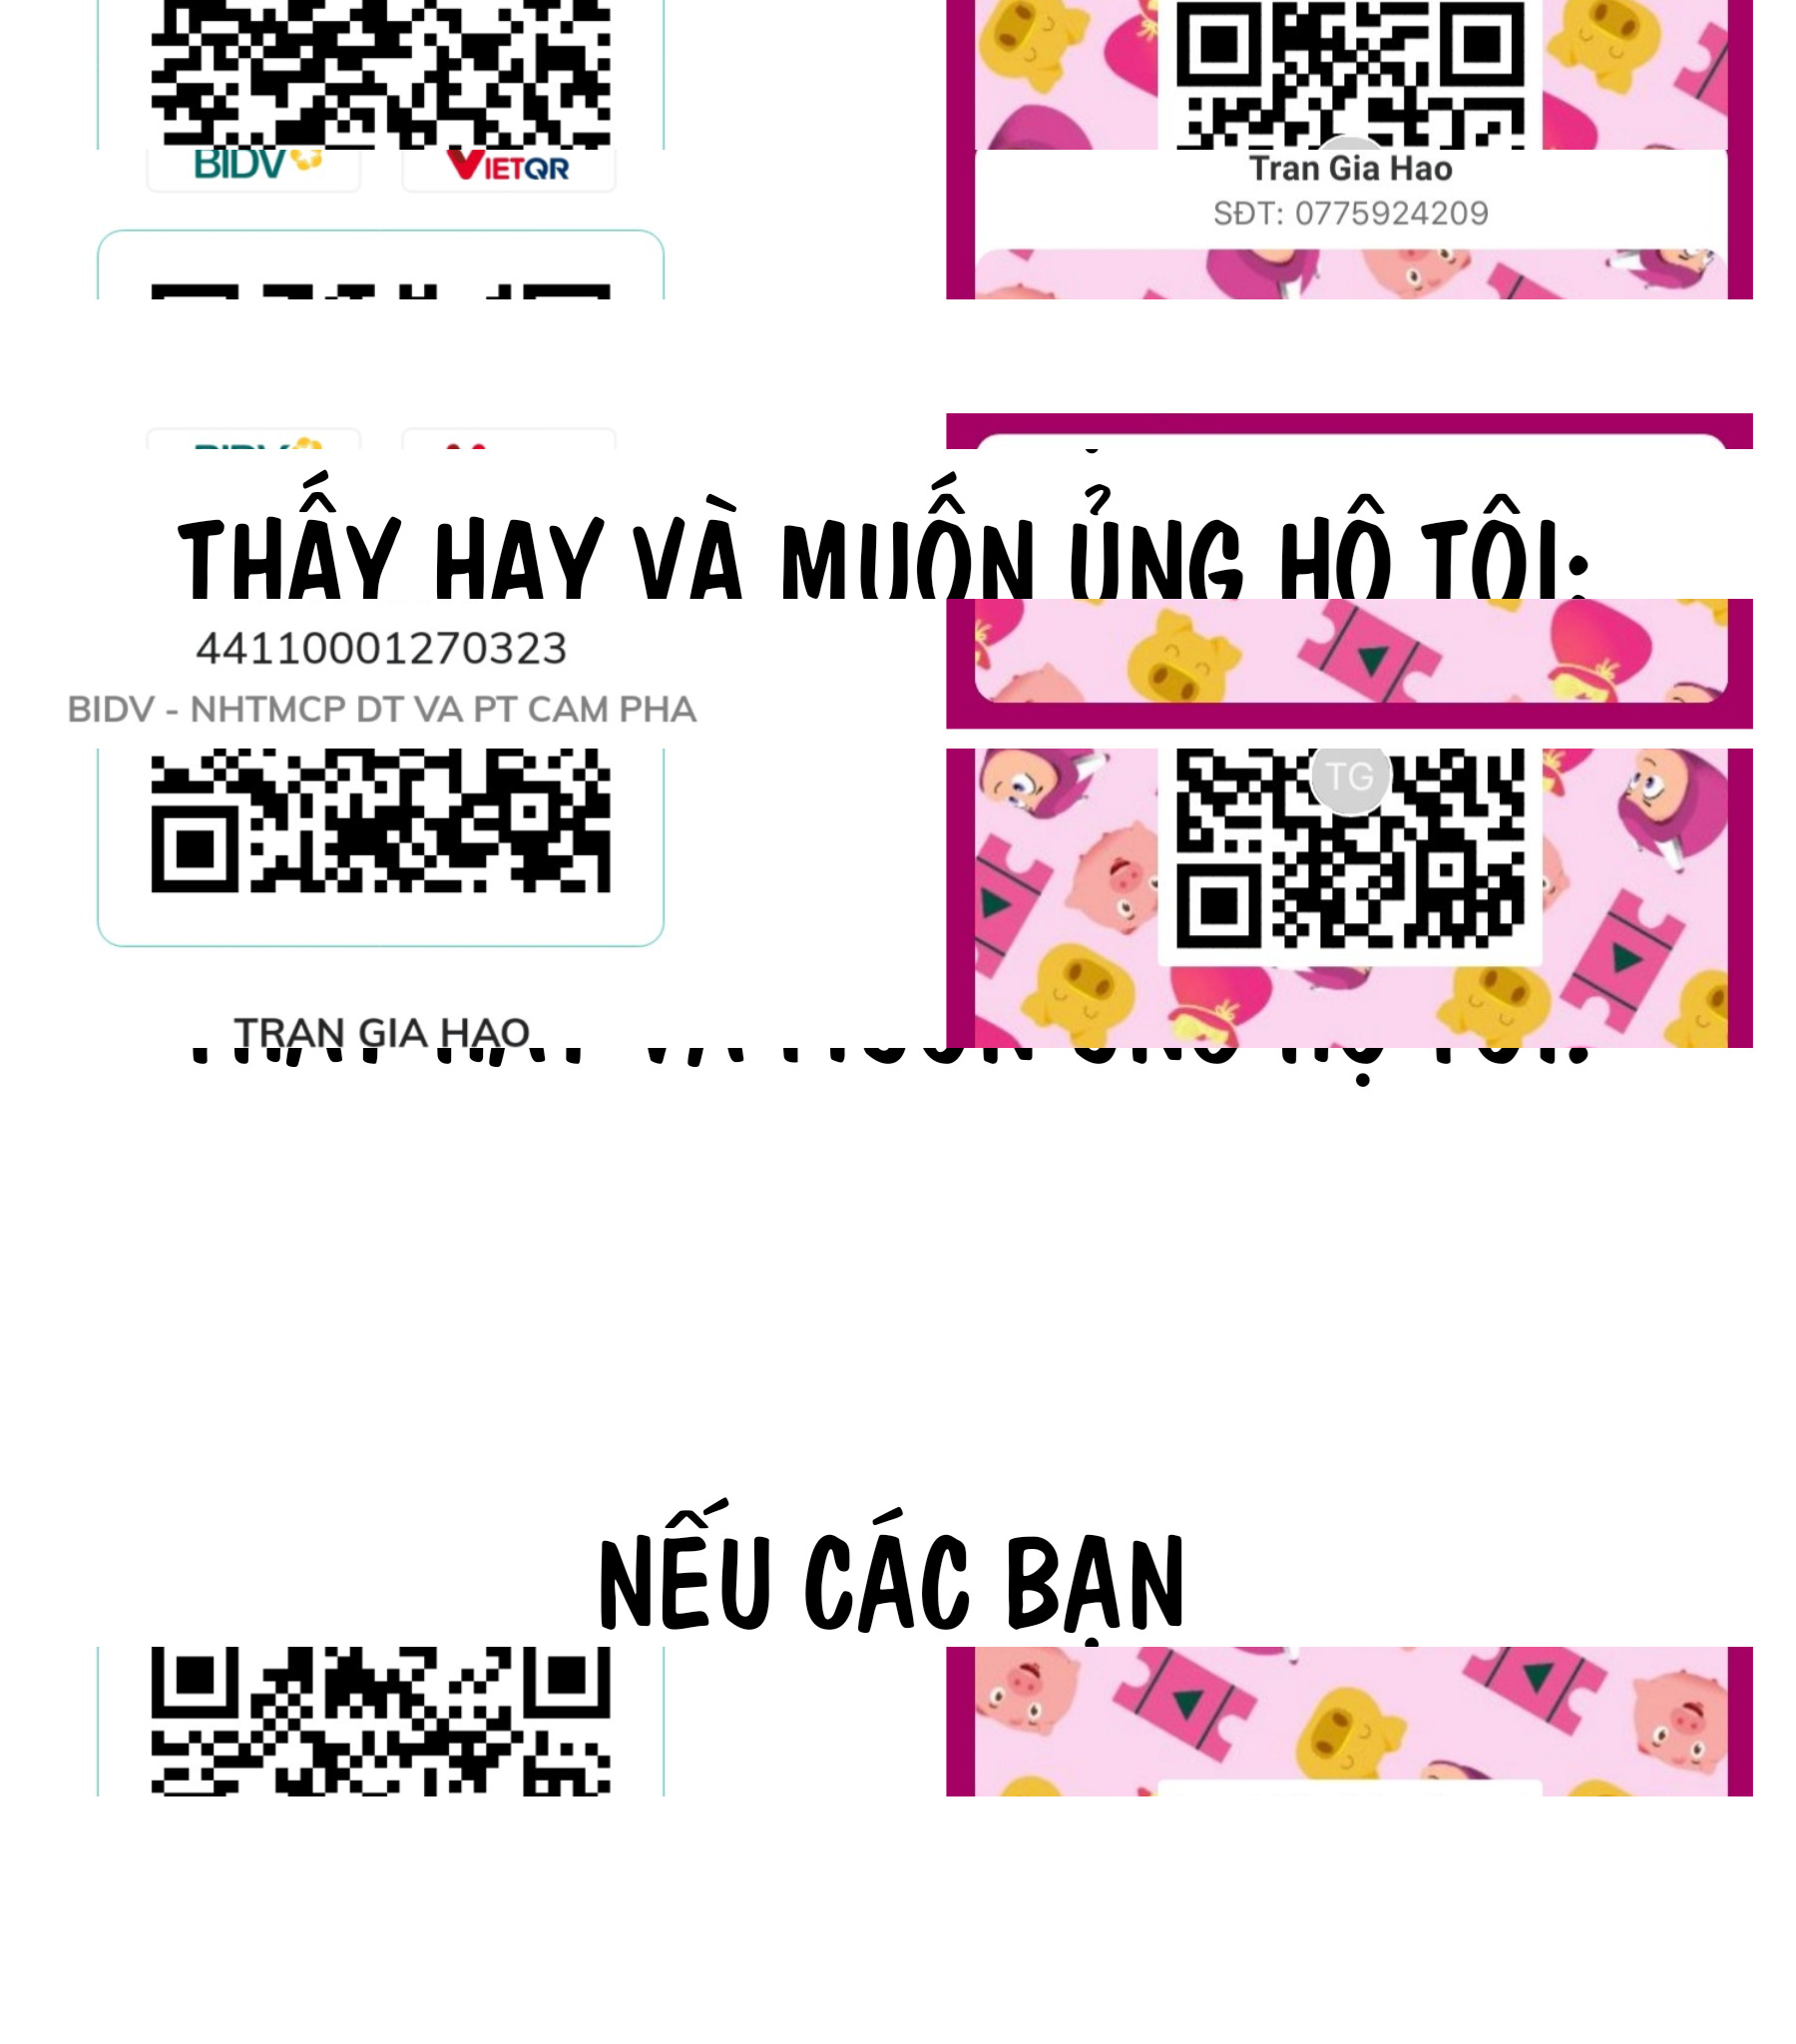 BIDV
VIETQR
Tran Gia Hao
SĐT: 0775924209
THẤY HAY VÀ MUỐN ỦNG HÔ TÔI:
44110001270323
BIDV - NHTMCP DT VA PT CAM PHA
TG
TRAN GIA HAO
NẾU CÁC BẠN